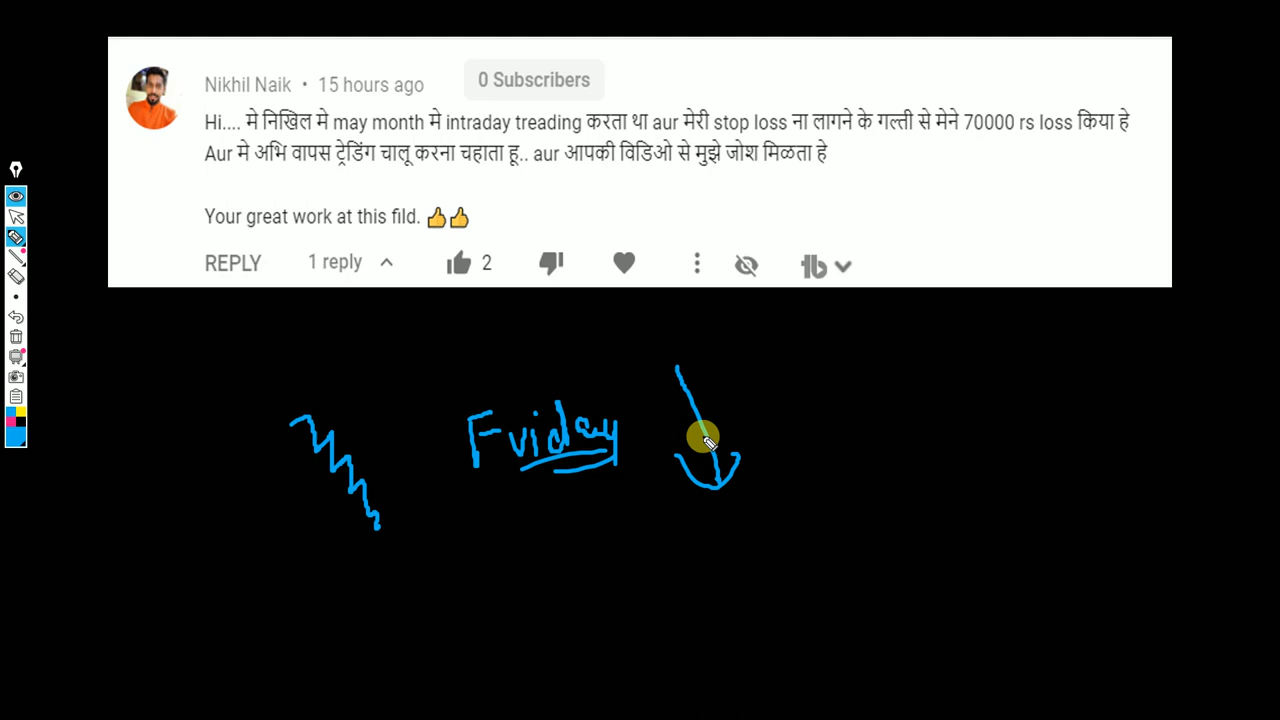 Nikhil Naik • 15 hours ago
0 Subscribers
Hi.... मे निखिल मे may month मे intraday treading करता था aur मेरी stop loss ना लागने के गल्ती से मेने 70000 rs loss किया हे
Aur मे अभि वापस ट्रेडिंग चालू करना चहाता हू.. aur आपकी विडिओ से मुझे जोश मिलता हे
Your great work at this fild. 👍👍
REPLY 1 reply 2
Friday